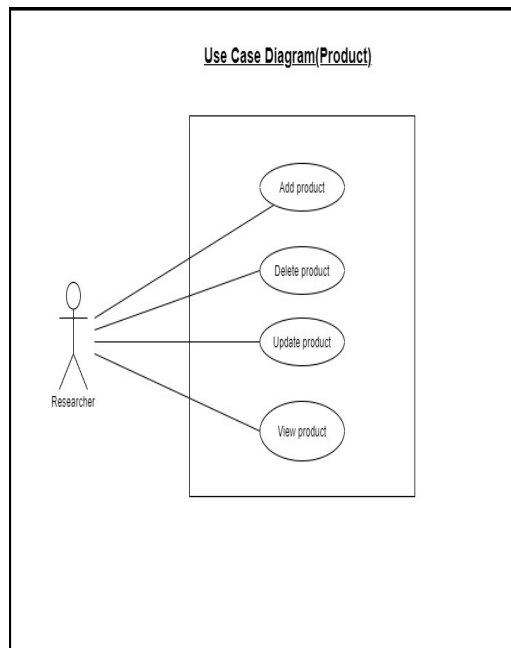 Use Case Diagram(Product)
Add product
Delete product
Update product
View product
Researcher